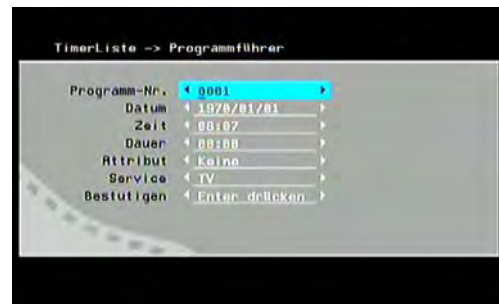 TimerListe -> Programmführer
Programm-Nr. 0001
Datum 1970/01/01
Zeit 08:07
Dauer 00:00
Attribut Keine
Service TV
Bestutigen Enter drücken